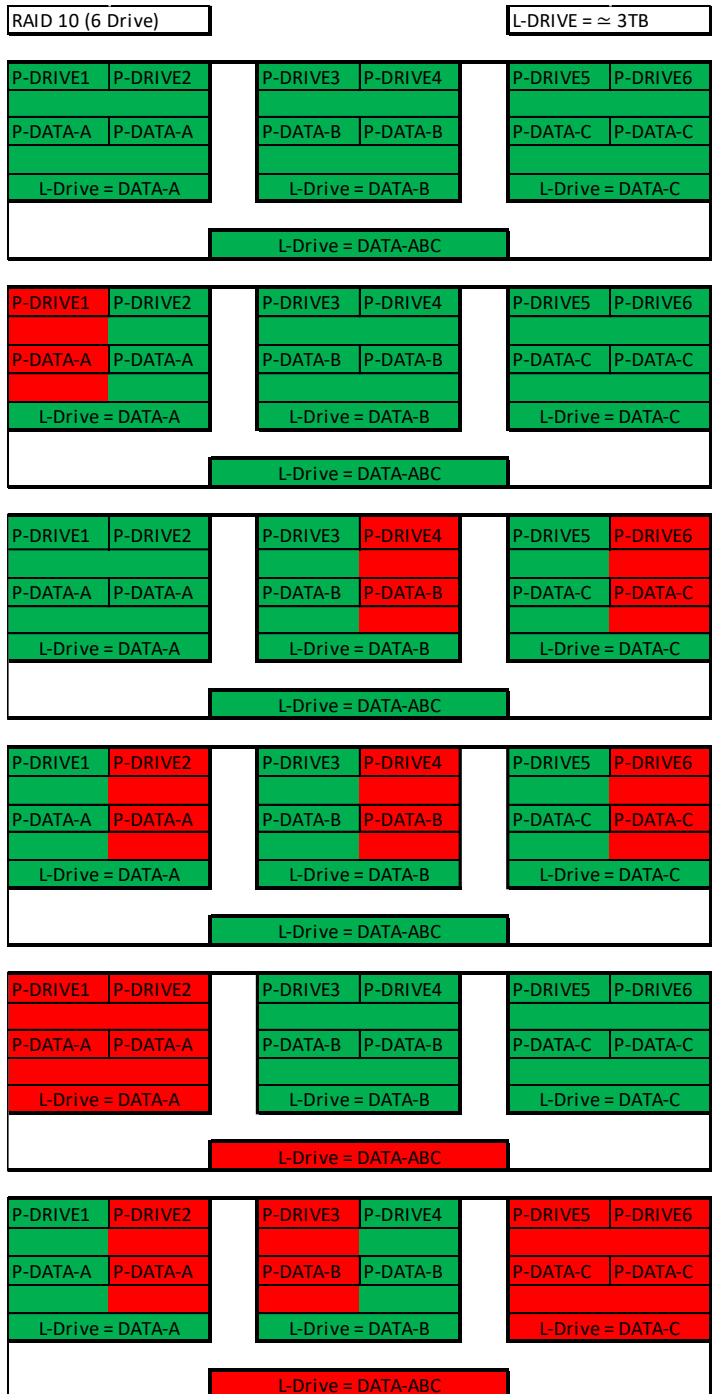 RAID 10 (6 Drive) L-DRIVE = ≃ 3TB
P-DRIVE1 P-DRIVE2 P-DRIVE3 P-DRIVE4 P-DRIVE5 P-DRIVE6
P-DATA-A P-DATA-A P-DATA-B P-DATA-B P-DATA-C P-DATA-C
L-Drive = DATA-A L-Drive = DATA-B L-Drive = DATA-C
L-Drive = DATA-ABC
P-DRIVE1 P-DRIVE2 P-DRIVE3 P-DRIVE4 P-DRIVE5 P-DRIVE6
P-DATA-A P-DATA-A P-DATA-B P-DATA-B P-DATA-C P-DATA-C
L-Drive = DATA-A L-Drive = DATA-B L-Drive = DATA-C
L-Drive = DATA-ABC
P-DRIVE1 P-DRIVE2 P-DRIVE3 P-DRIVE4 P-DRIVE5 P-DRIVE6
P-DATA-A P-DATA-A P-DATA-B P-DATA-B P-DATA-C P-DATA-C
L-Drive = DATA-A L-Drive = DATA-B L-Drive = DATA-C
L-Drive = DATA-ABC
P-DRIVE1 P-DRIVE2 P-DRIVE3 P-DRIVE4 P-DRIVE5 P-DRIVE6
P-DATA-A P-DATA-A P-DATA-B P-DATA-B P-DATA-C P-DATA-C
L-Drive = DATA-A L-Drive = DATA-B L-Drive = DATA-C
L-Drive = DATA-ABC
P-DRIVE1 P-DRIVE2 P-DRIVE3 P-DRIVE4 P-DRIVE5 P-DRIVE6
P-DATA-A P-DATA-A P-DATA-B P-DATA-B P-DATA-C P-DATA-C
L-Drive = DATA-A L-Drive = DATA-B L-Drive = DATA-C
L-Drive = DATA-ABC
P-DRIVE1 P-DRIVE2 P-DRIVE3 P-DRIVE4 P-DRIVE5 P-DRIVE6
P-DATA-A P-DATA-A P-DATA-B P-DATA-B P-DATA-C P-DATA-C
L-Drive = DATA-A L-Drive = DATA-B L-Drive = DATA-C
L-Drive = DATA-ABC